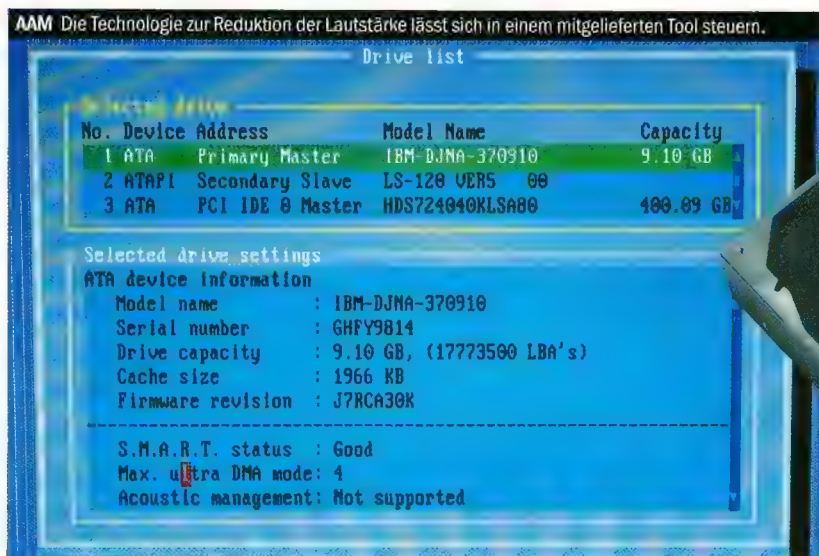 AAM Die Technologie zur Reduktion der Lautstärke lässt sich in einem mitgelieferten Tool steuern.
Drive list
Selected drive
No. Device Address Model Name Capacity
1 ATA Primary Master IBM-DJNA-370910 9.10 GB
2 ATAPI Secondary Slave LS-120 VER5 00
3 ATA PCI IDE 0 Master HDS724040KLSA80 400.09 GB
Selected drive settings
ATA device information
Model name : IBM-DJNA-370910
Serial number : GHFY9814
Drive capacity : 9.10 GB, (17773500 LBA's)
Cache size : 1966 KB
Firmware revision : J7RCA30K
S.M.A.R.T. status : Good
Max. ultra DMA mode: 4
Acoustic management: Not supported